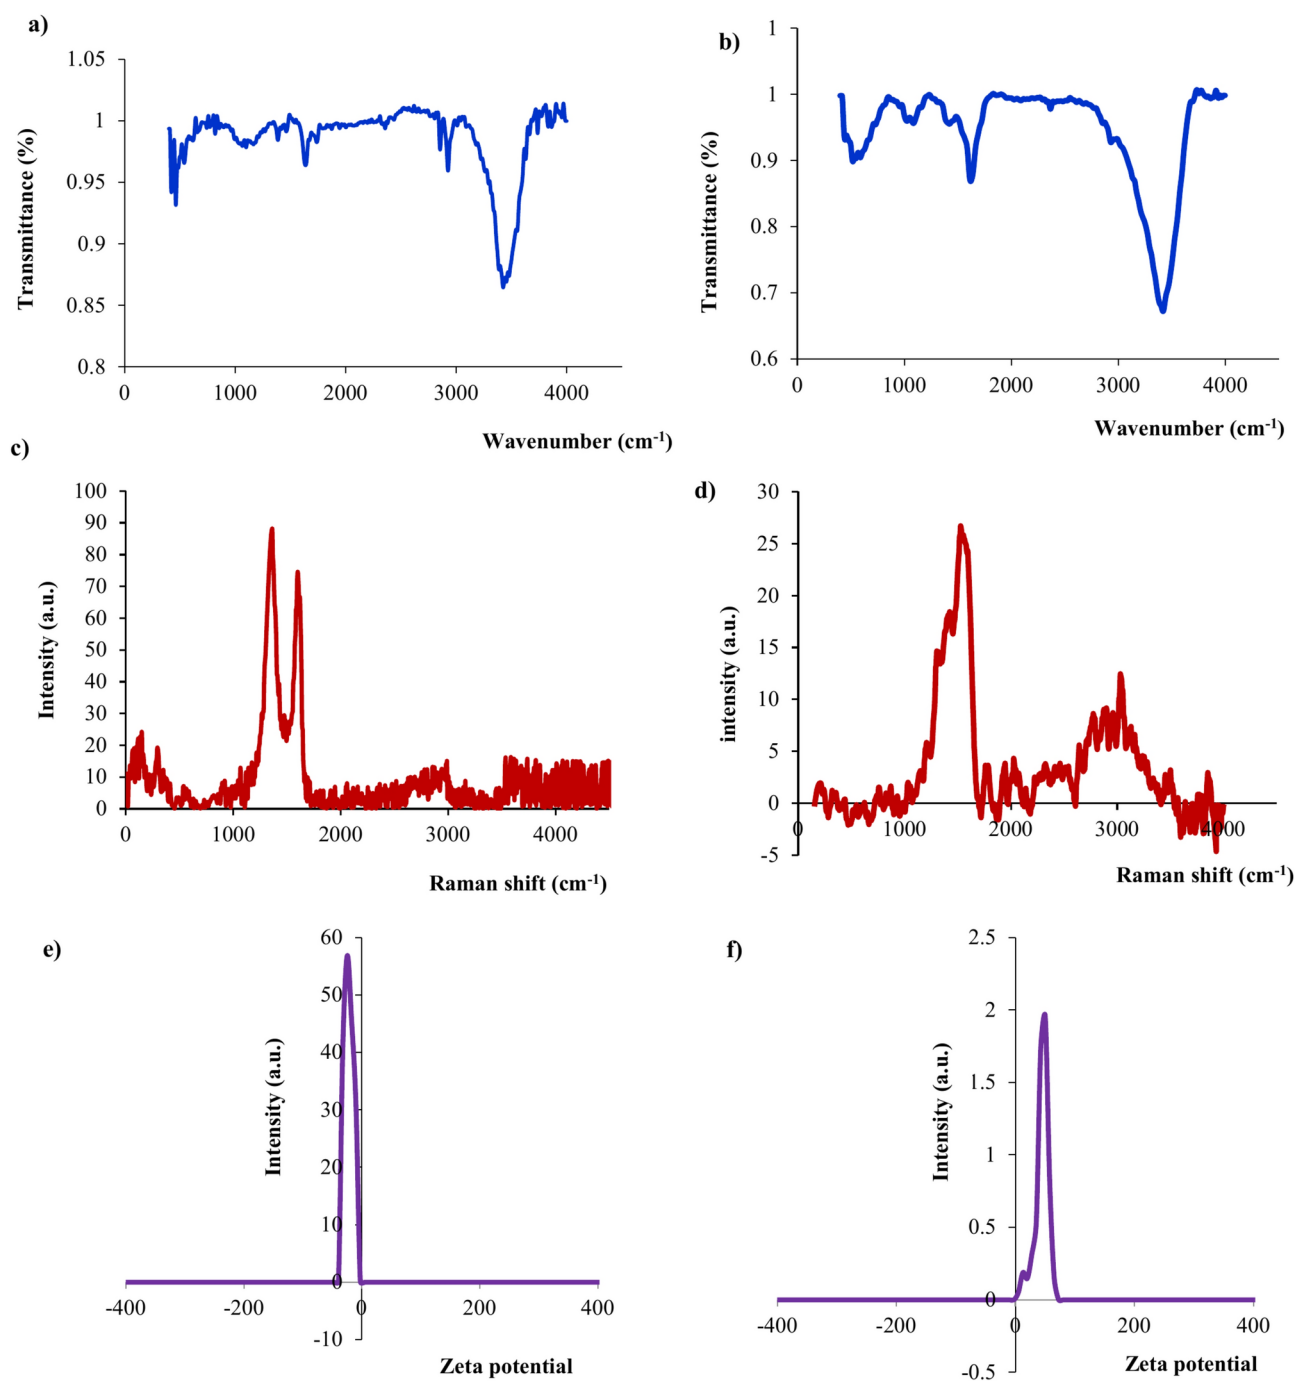 a)
1.05
1
0.95
0.9
0.85
0.8
Transmittance (%)
0 1000 2000 3000 4000
Wavenumber (cm-1)
b)
1
1
0.9
0.8
0.7
0.6
Transmittance (%)
0 1000 2000 3000 4000
Wavenumber (cm-1)
c)
100
90
80
70
60
50
40
30
20
10
0
Intensity (a.u.)
0 1000 2000 3000 4000
Raman shift (cm-1)
d)
30
25
20
15
10
5
0
-5
intensity (a.u.)
0 1000 2000 3000 4000
Raman shift (cm-1)
e)
60
50
40
30
20
10
0
-10
Intensity (a.u.)
-400 -200 0 200 400
Zeta potential
f)
2.5
2
1.5
1
0.5
0
-0.5
Intensity (a.u.)
-400 -200 0 200 400
Zeta potential